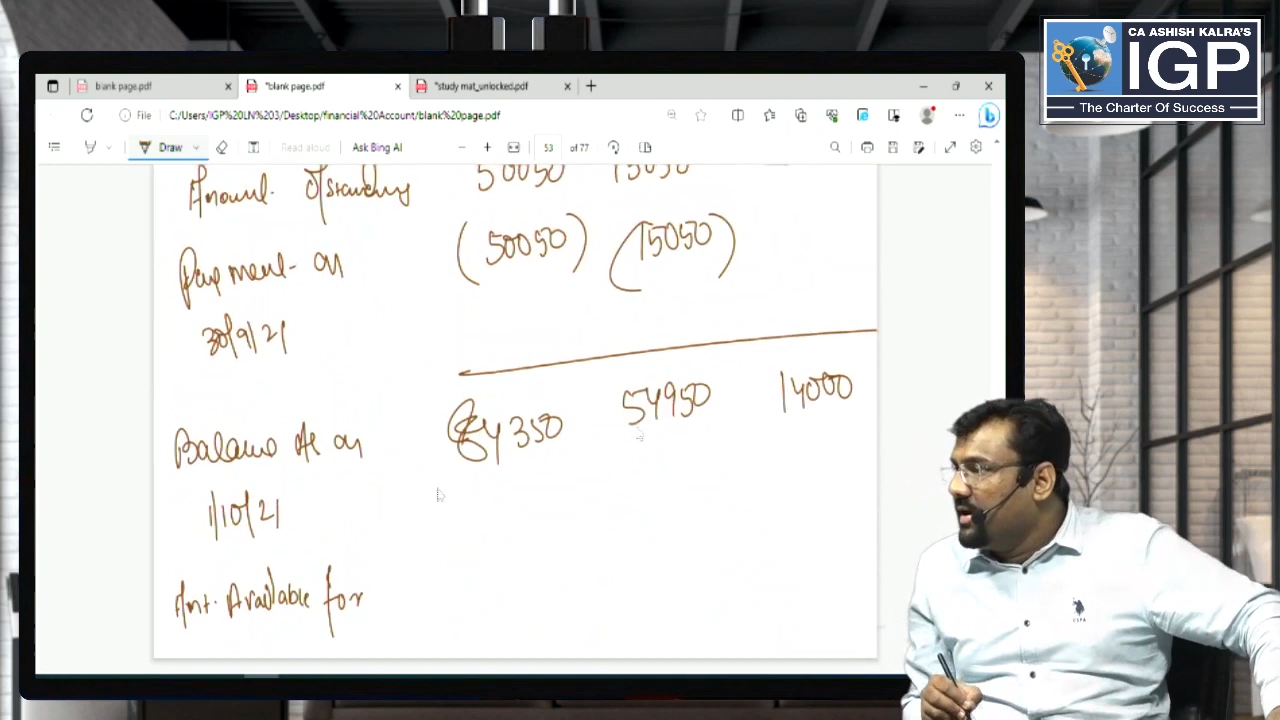 CA ASHISH KALRA'S
IGP
The Charter Of Success
blank page.pdf
*blank page.pdf
*study mat_unlocked.pdf
File
C:/Users/IGP%20LN%203/Desktop/financial%20Account/blank%20page.pdf
Draw
Read aloud
Ask Bing AI
53
of 77
Amount Outstanding 50050 15050
Payment on (50050) (15050)
30/9/21
Balance As on 54950 14000
1/10/21
Amt. Available for
USPA